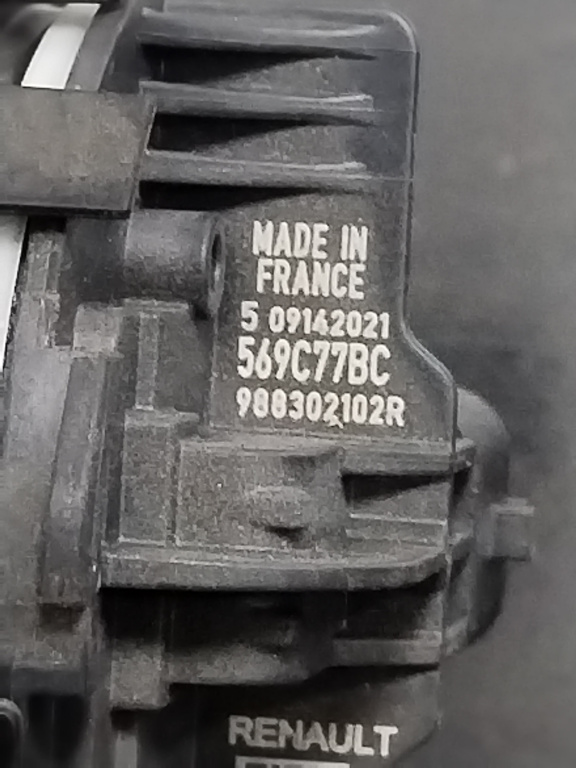 MADE IN
FRANCE
5 09142021
569C77BC
988302102R
RENAULT